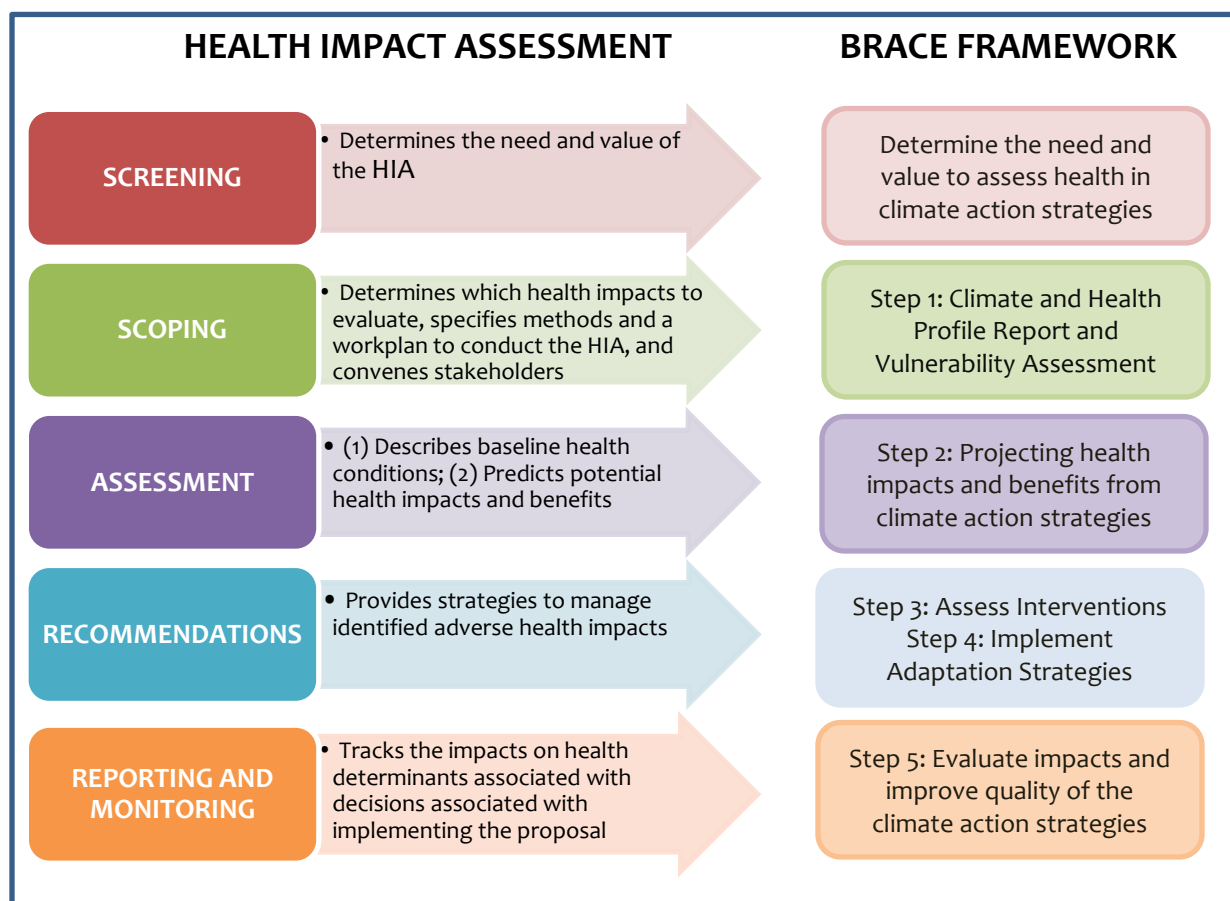 HEALTH IMPACT ASSESSMENT
BRACE FRAMEWORK
SCREENING
• Determines the need and value of
the HIA
Determine the need and
value to assess health in
climate action strategies
SCOPING
• Determines which health impacts to
evaluate, specifies methods and a
workplan to conduct the HIA, and
convenes stakeholders
Step 1: Climate and Health
Profile Report and
Vulnerability Assessment
ASSESSMENT
• (1) Describes baseline health
conditions; (2) Predicts potential
health impacts and benefits
Step 2: Projecting health
impacts and benefits from
climate action strategies
RECOMMENDATIONS
• Provides strategies to manage
identified adverse health impacts
Step 3: Assess Interventions
Step 4: Implement
Adaptation Strategies
REPORTING AND
MONITORING
• Tracks the impacts on health
determinants associated with
decisions associated with
implementing the proposal
Step 5: Evaluate impacts and
improve quality of the
climate action strategies